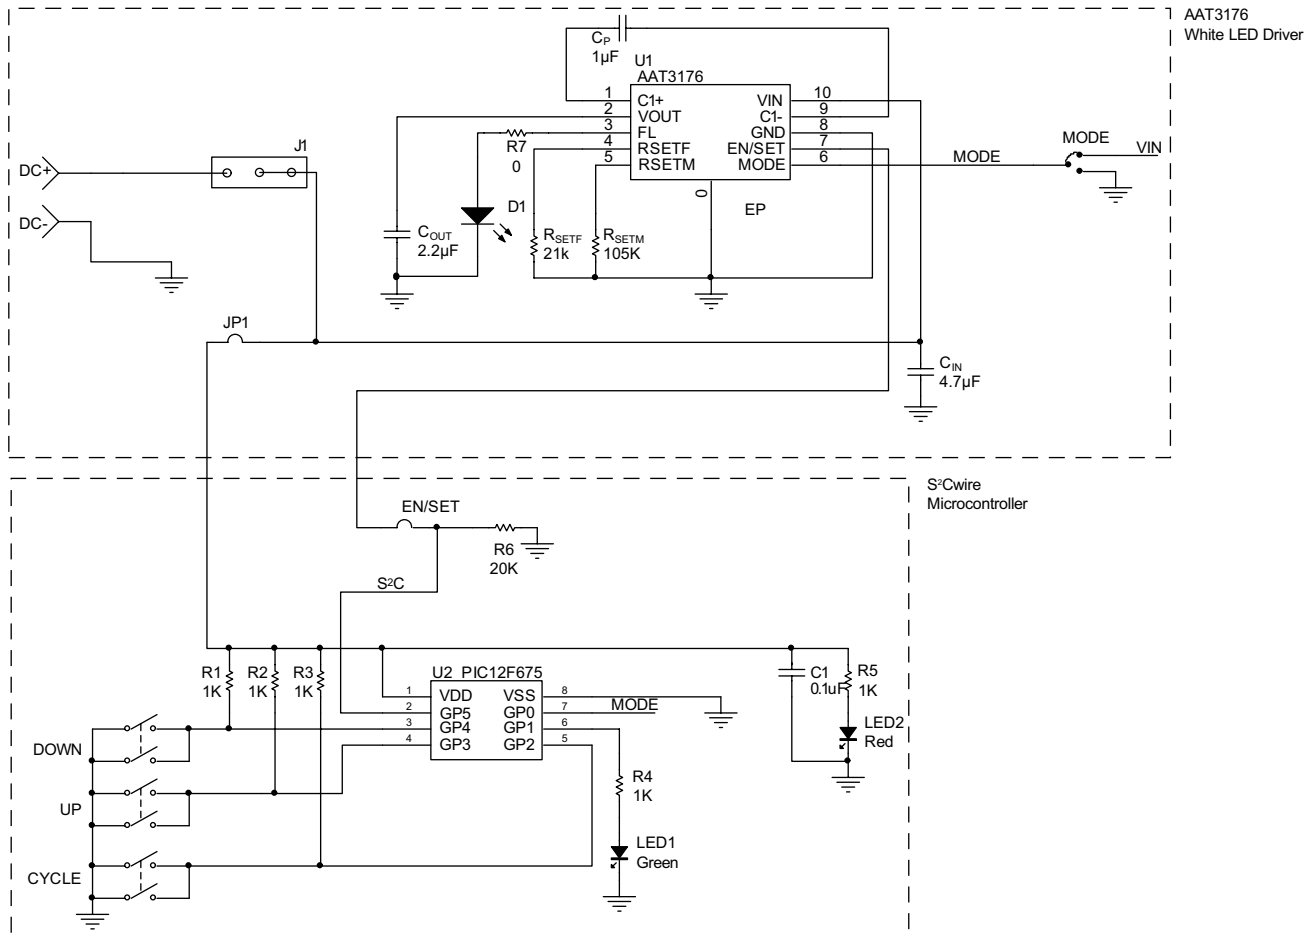 AAT3176
White LED Driver
CP
1µF
U1
AAT3176
1 C1+ VIN 10
2 VOUT C1- 9
3 FL GND 8
4 RSETF EN/SET 7
5 RSETM MODE 6
0
EP
R7
0
MODE
MODE
VIN
J1
DC+
DC-
D1
COUT
2.2µF
RSETF
21k
RSETM
105K
JP1
CIN
4.7µF
S²Cwire
Microcontroller
EN/SET
R6
20K
S²C
R1
1K
R2
1K
R3
1K
U2 PIC12F675
1 VDD VSS 8
2 GP5 GP0 7
3 GP4 GP1 6
4 GP3 GP2 5
MODE
C1
0.1uF
R5
1K
LED2
Red
DOWN
UP
CYCLE
R4
1K
LED1
Green